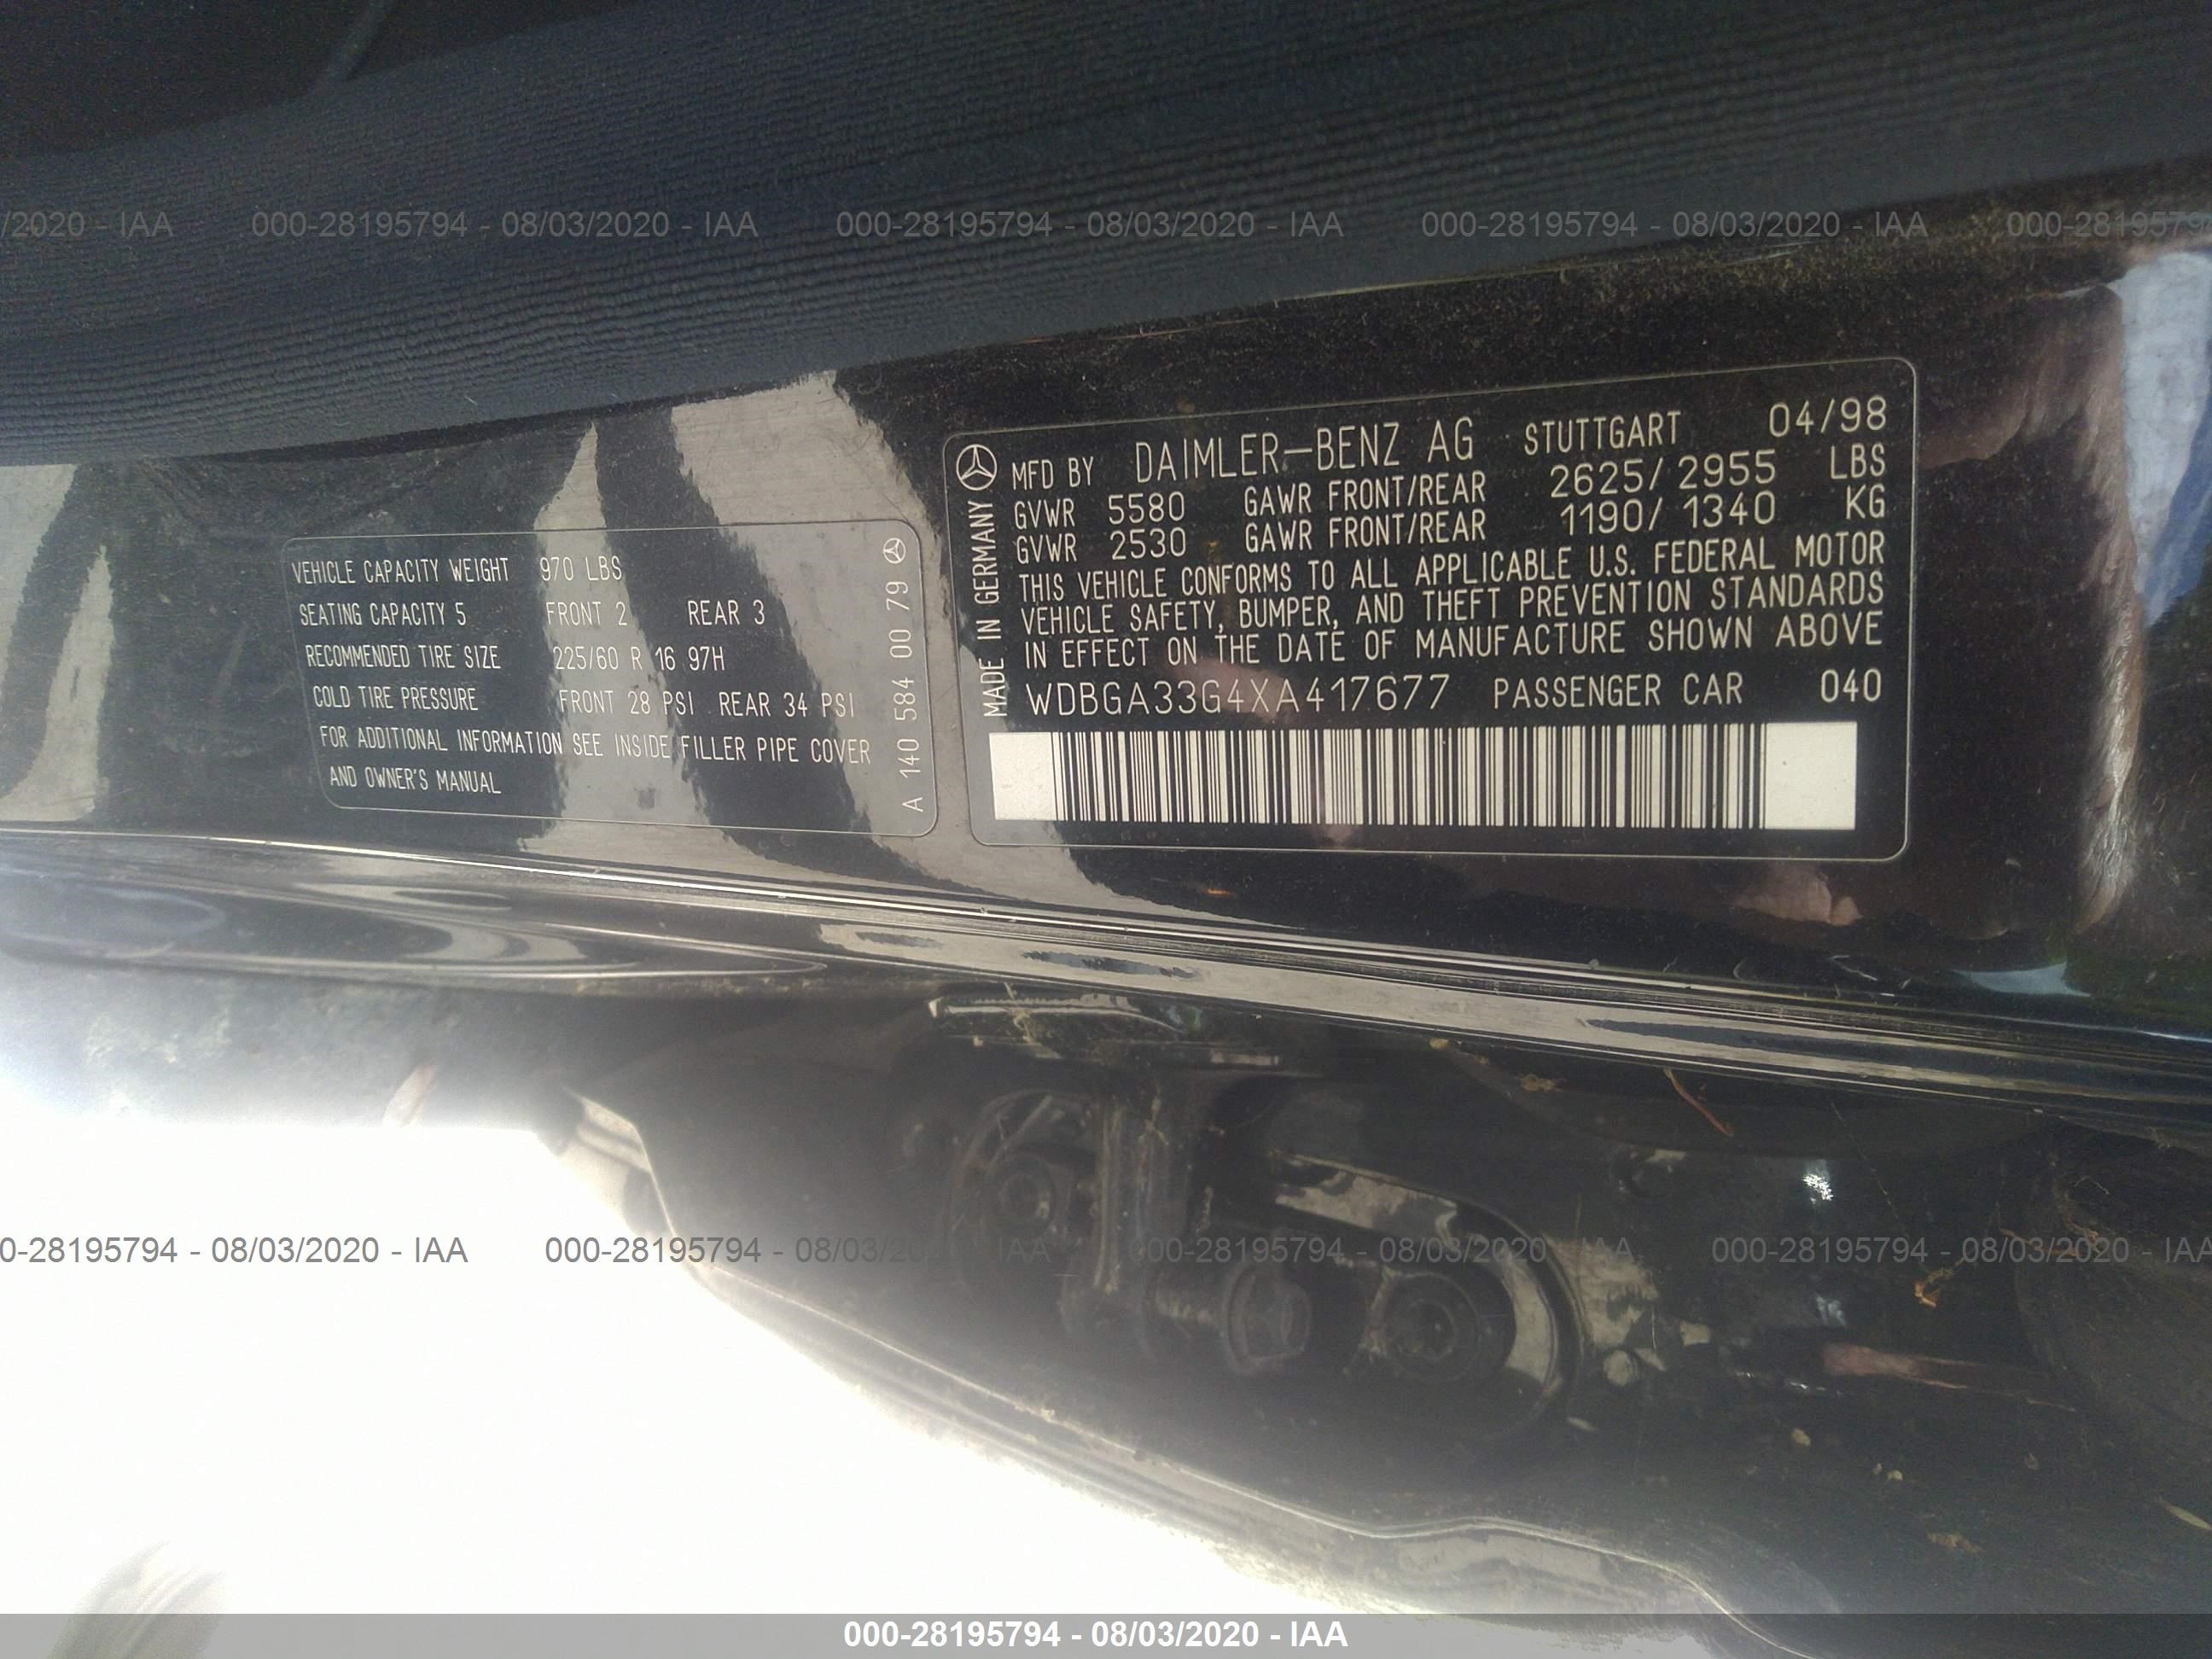 /2020 - IAA 000-28195794 - 08/03/2020 - IAA 000-28195794 - 08/03/2020 - IAA 000-28195794 - 08/03/2020 - IAA 000-2819579
MFD BY DAIMLER-BENZ AG STUTTGART 04/98
GVWR 5580 GAWR FRONT/REAR 2625/2955 LBS
GVWR 2530 GAWR FRONT/REAR 1190/1340 KG
THIS VEHICLE CONFORMS TO ALL APPLICABLE U.S. FEDERAL MOTOR
VEHICLE SAFETY, BUMPER, AND THEFT PREVENTION STANDARDS
IN EFFECT ON THE DATE OF MANUFACTURE SHOWN ABOVE
WDBGA33G4XA417677 PASSENGER CAR 040
MADE IN GERMANY
VEHICLE CAPACITY WEIGHT 970 LBS
SEATING CAPACITY 5 FRONT 2 REAR 3
RECOMMENDED TIRE SIZE 225/60 R 16 97H
COLD TIRE PRESSURE FRONT 28 PSI REAR 34 PSI
FOR ADDITIONAL INFORMATION SEE INSIDE FILLER PIPE COVER
AND OWNER'S MANUAL
A 140 584 00 79
0-28195794 - 08/03/2020 - IAA 000-28195794 - 08/03/2020 - IAA 000-28195794 - 08/03/2020 - IAA 000-28195794 - 08/03/2020 - IAA
000-28195794 - 08/03/2020 - IAA